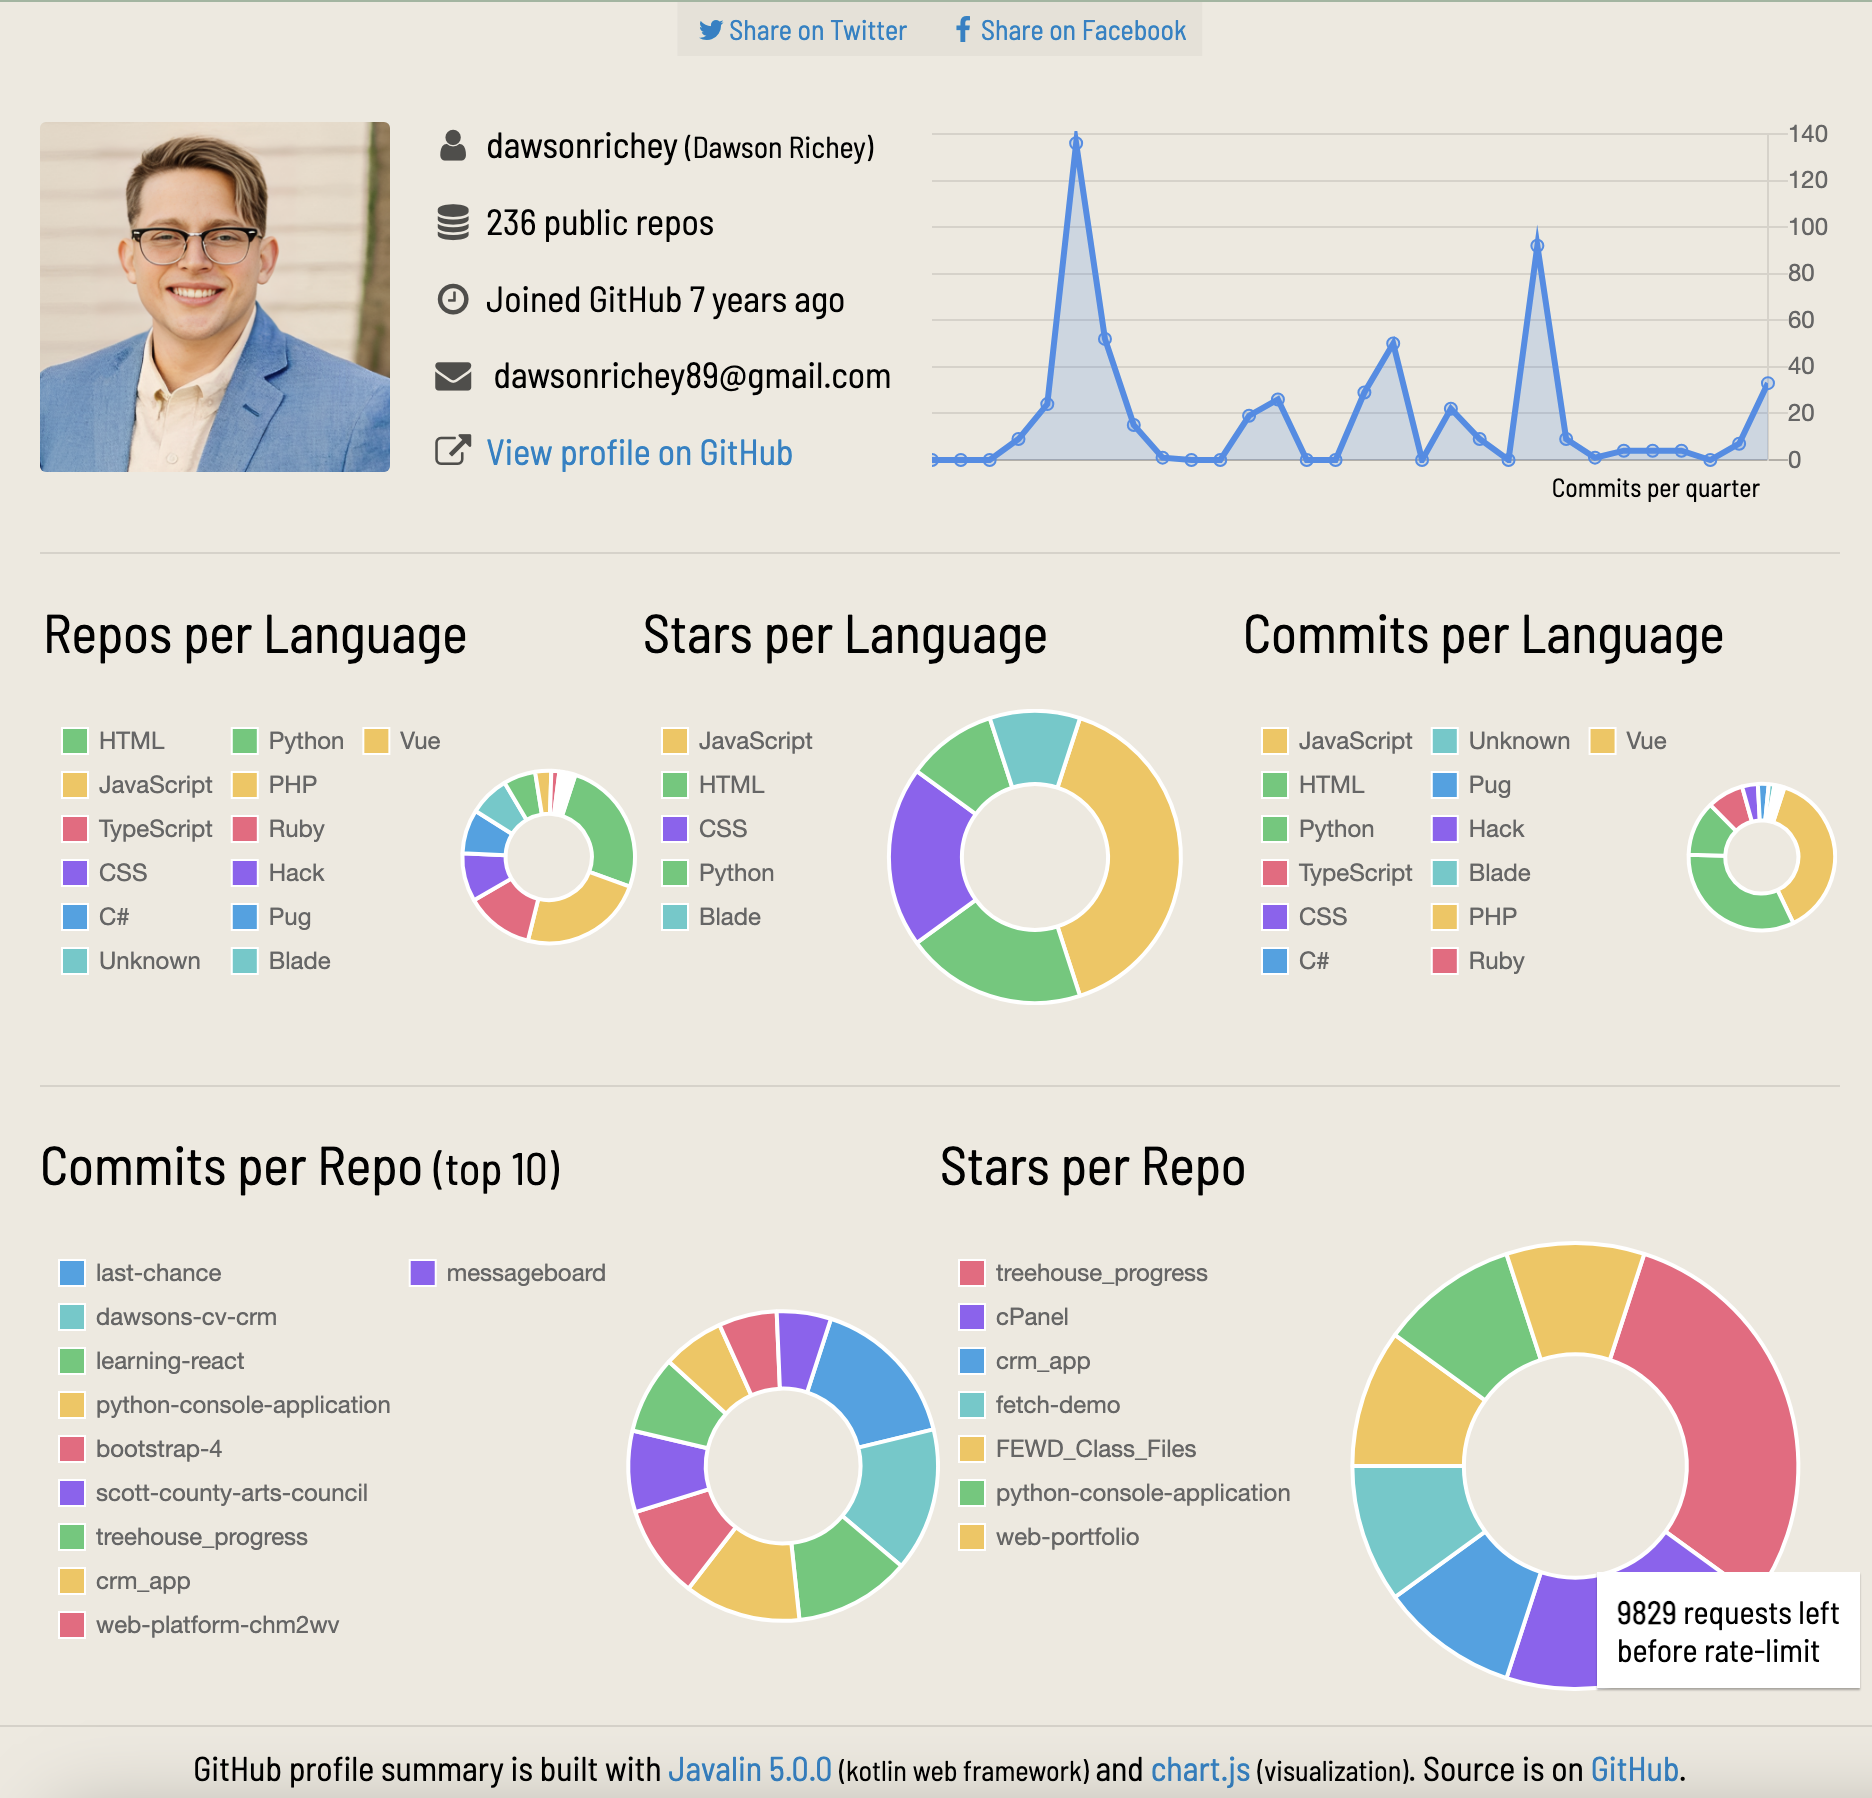 Share on Twitter
Share on Facebook
dawsonrichey (Dawson Richey)
236 public repos
Joined GitHub 7 years ago
dawsonrichey89@gmail.com
View profile on GitHub
140
120
100
80
60
40
20
0
Commits per quarter
Repos per Language
HTML
JavaScript
TypeScript
CSS
C#
Unknown
Python
PHP
Ruby
Hack
Pug
Blade
Vue
Stars per Language
JavaScript
HTML
CSS
Python
Blade
Commits per Language
JavaScript
HTML
Python
TypeScript
CSS
C#
Unknown
Pug
Hack
Blade
PHP
Ruby
Vue
Commits per Repo (top 10)
last-chance
dawsons-cv-crm
learning-react
python-console-application
bootstrap-4
scott-county-arts-council
treehouse_progress
crm_app
web-platform-chm2wv
messageboard
Stars per Repo
treehouse_progress
cPanel
crm_app
fetch-demo
FEWD_Class_Files
python-console-application
web-portfolio
9829 requests left
before rate-limit
GitHub profile summary is built with Javalin 5.0.0 (kotlin web framework) and chart.js (visualization). Source is on GitHub.